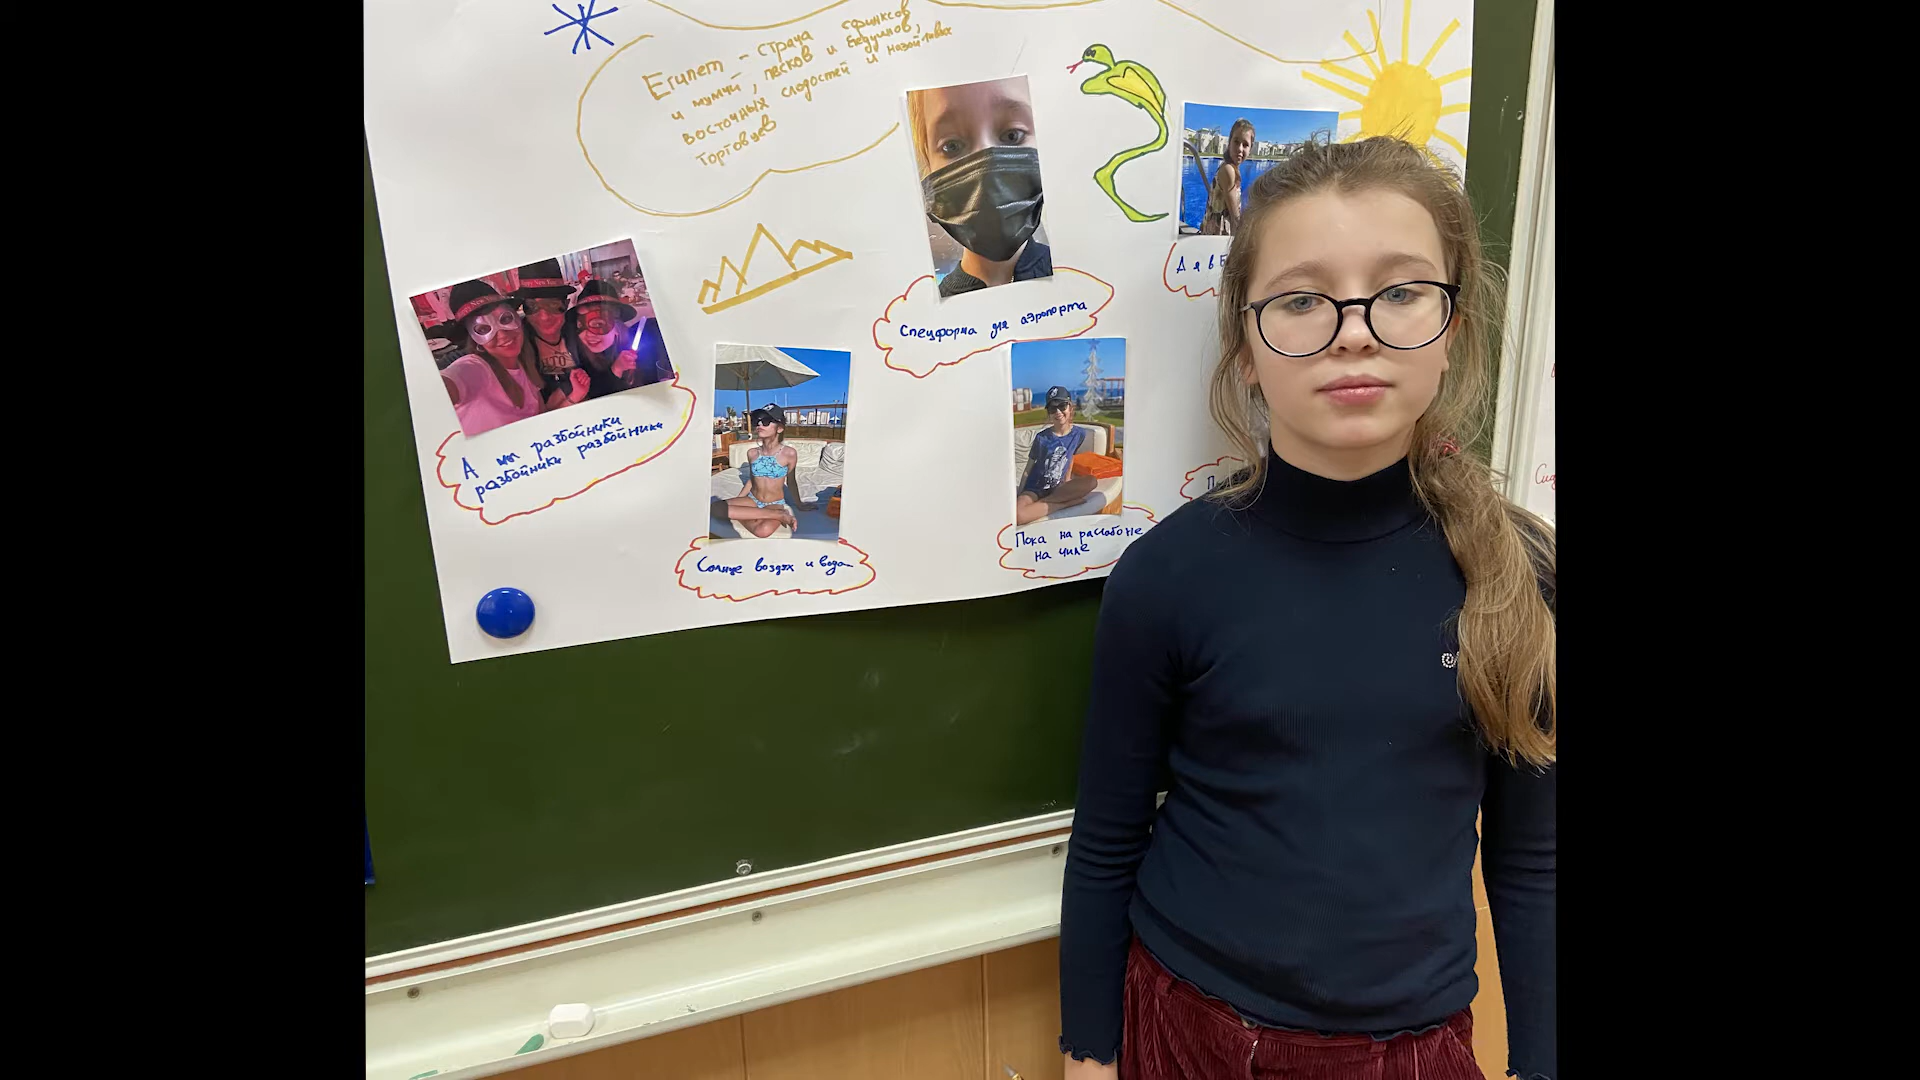 Египет - страна сфинксов
и мумий, песков и бедуинов,
восточных сладостей и назойливых
торговцев
Спецформа для аэропорта
А я в Е
А мы разбойники
разбойники разбойники
Солнце воздух и вода
Пока на расслабоне
на чиле